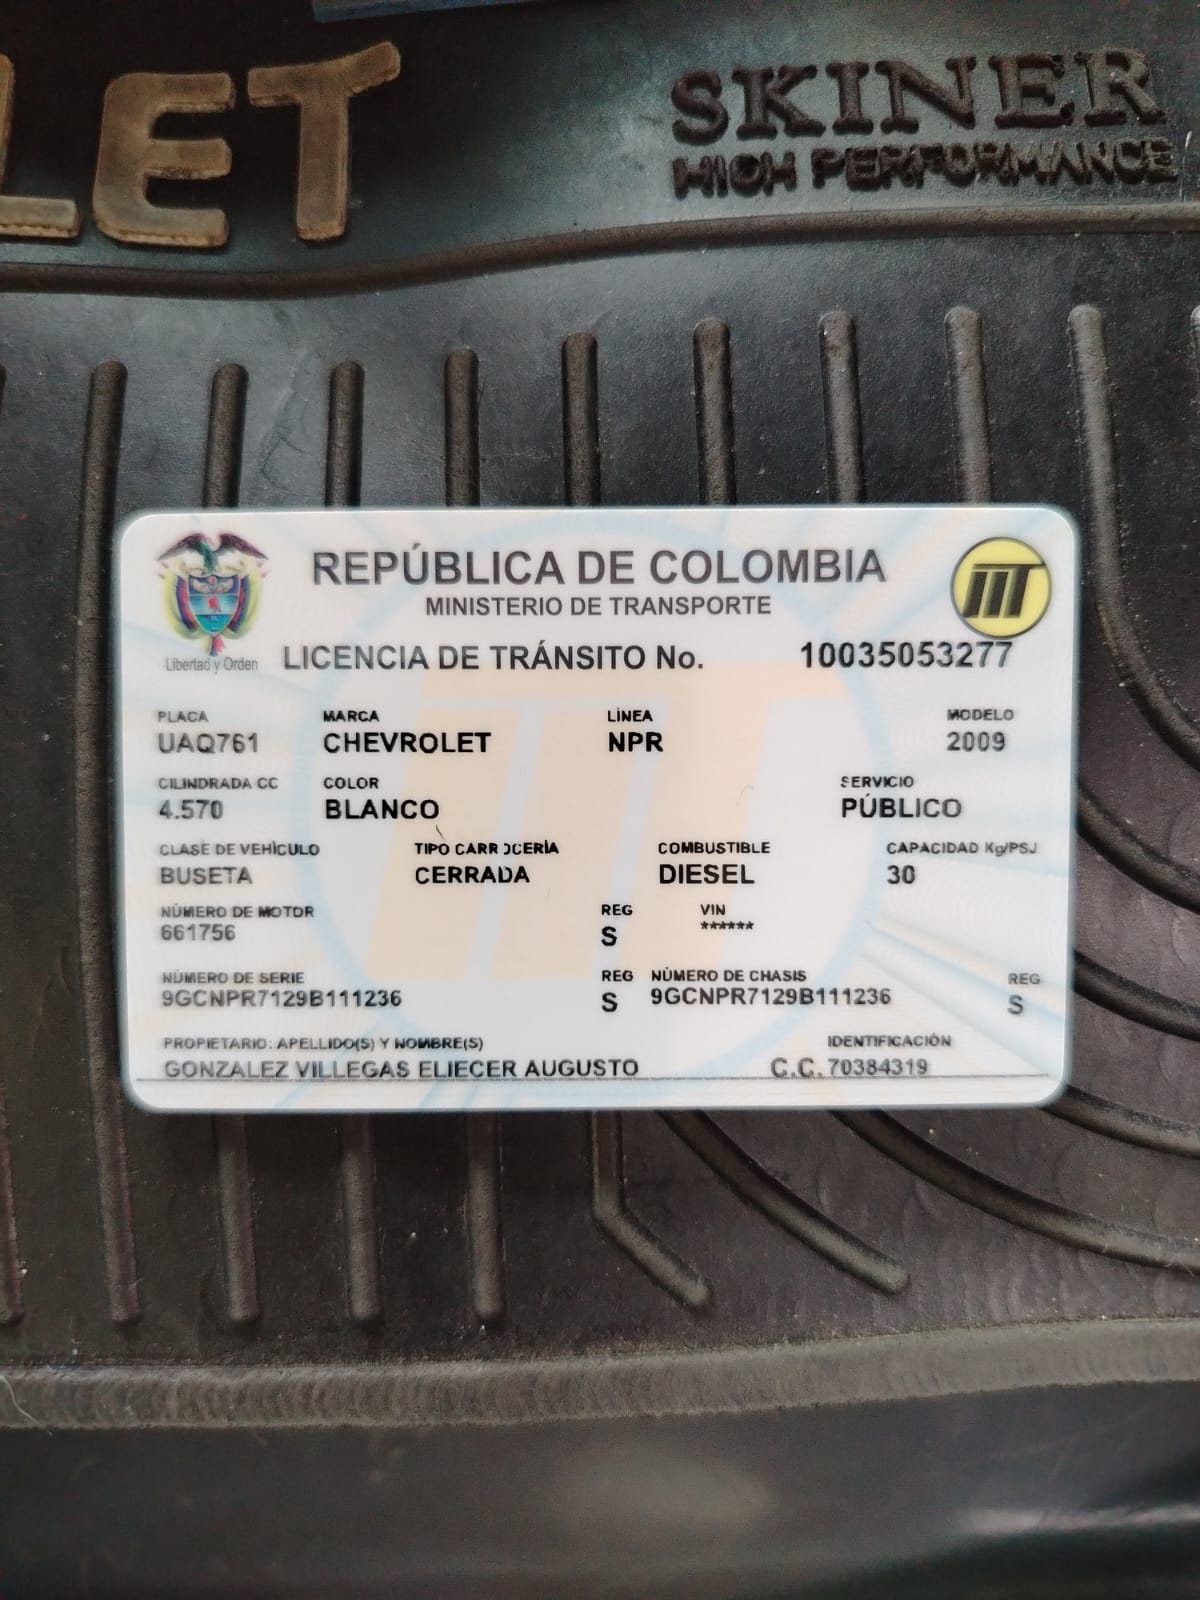 LET
SKINER
HIGH PERFORMANCE
REPÚBLICA DE COLOMBIA
MINISTERIO DE TRANSPORTE
Libertad y Orden
LICENCIA DE TRÁNSITO No. 10035053277
PLACA MARCA LÍNEA MODELO
UAQ761 CHEVROLET NPR 2009
CILINDRADA CC COLOR SERVICIO
4.570 BLANCO PÚBLICO
CLASE DE VEHÍCULO TIPO CARROCERÍA COMBUSTIBLE CAPACIDAD Kg/PSJ
BUSETA CERRADA DIESEL 30
NÚMERO DE MOTOR REG VIN
661756 S ******
NÚMERO DE SERIE REG NÚMERO DE CHASIS REG
9GCNPR7129B111236 S 9GCNPR7129B111236 S
PROPIETARIO: APELLIDO(S) Y NOMBRE(S) IDENTIFICACIÓN
GONZALEZ VILLEGAS ELIECER AUGUSTO C.C. 70384319